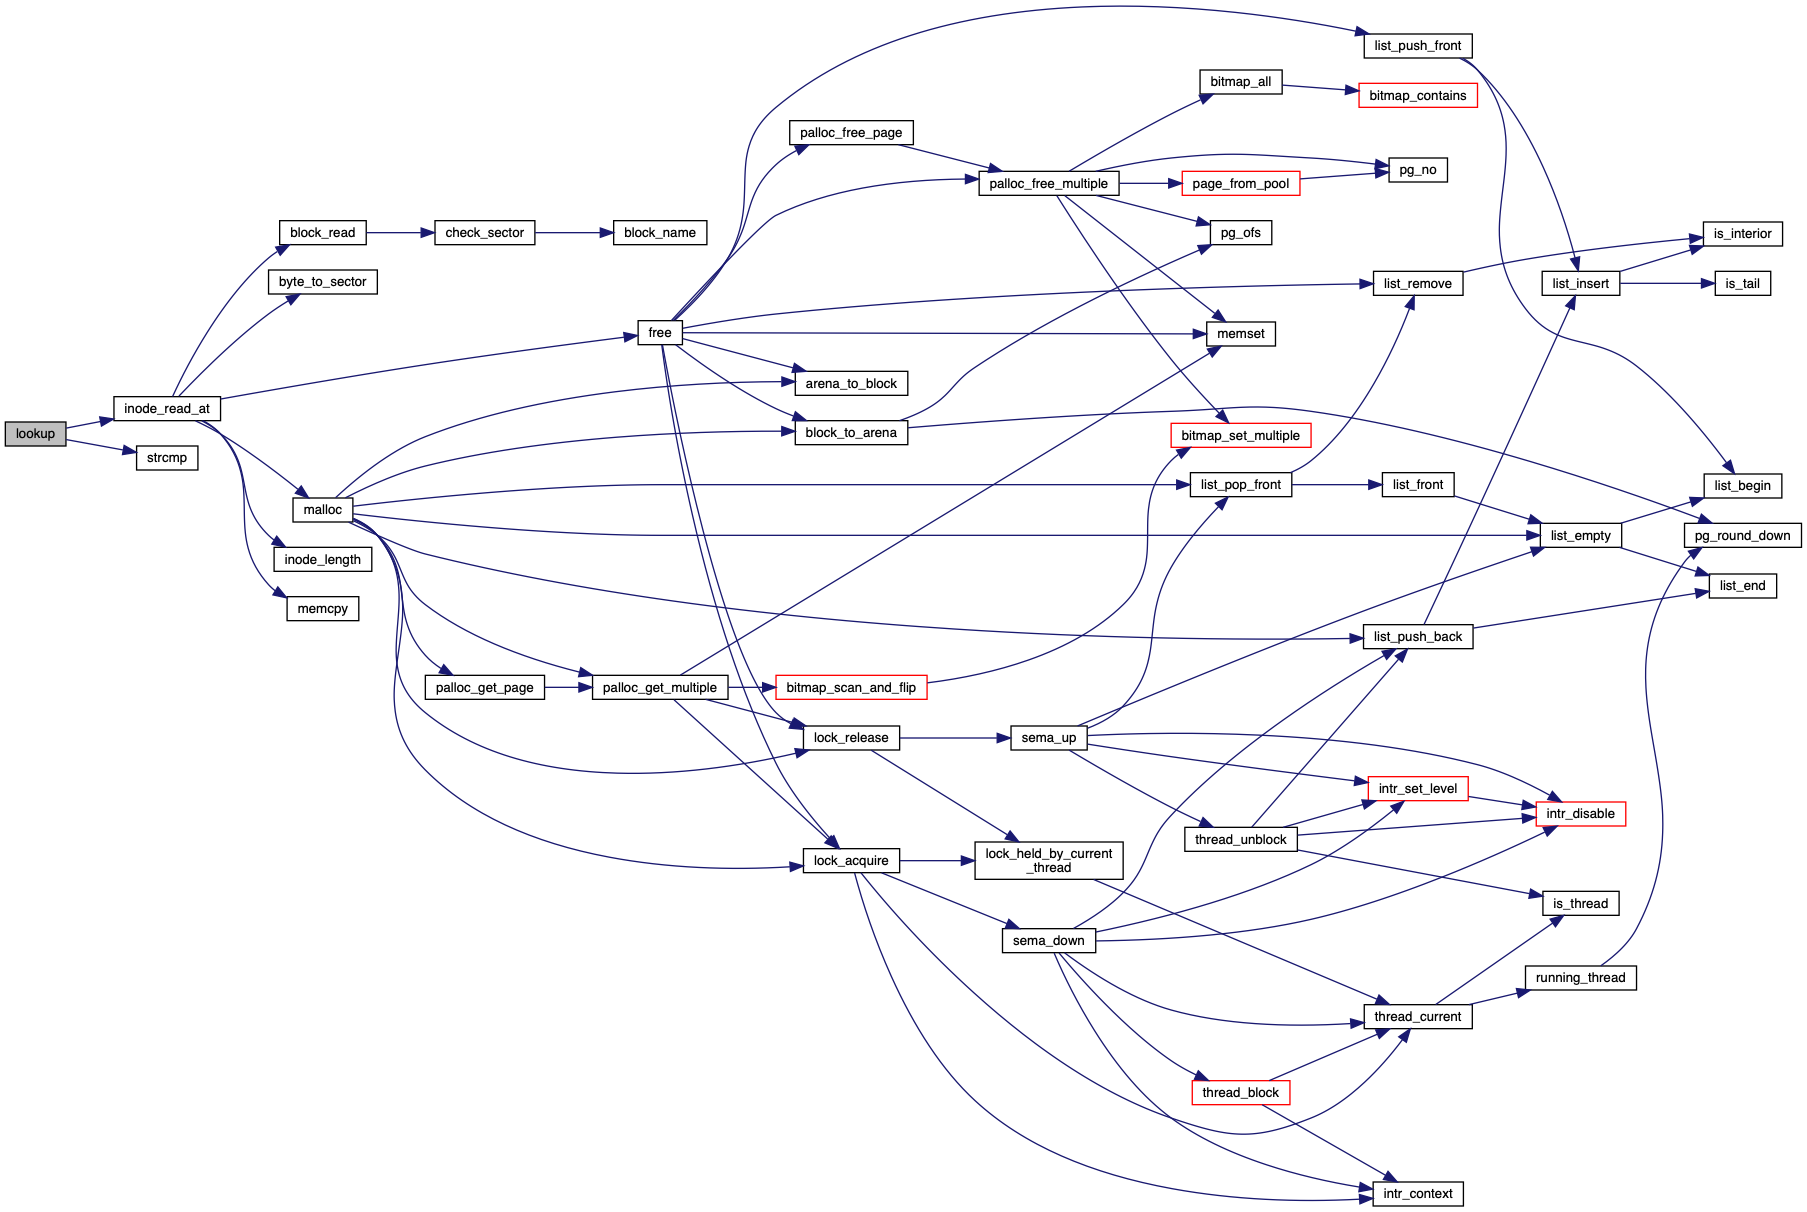 list_push_front
bitmap_all
bitmap_contains
palloc_free_page
pg_no
palloc_free_multiple
page_from_pool
block_read
check_sector
block_name
pg_ofs
is_interior
byte_to_sector
list_remove
list_insert
is_tail
free
memset
arena_to_block
inode_read_at
lookup
block_to_arena
bitmap_set_multiple
strcmp
list_pop_front
list_front
list_begin
malloc
list_empty
pg_round_down
inode_length
list_end
memcpy
list_push_back
palloc_get_page
palloc_get_multiple
bitmap_scan_and_flip
lock_release
sema_up
intr_set_level
intr_disable
thread_unblock
lock_acquire
lock_held_by_current
_thread
is_thread
sema_down
running_thread
thread_current
thread_block
intr_context